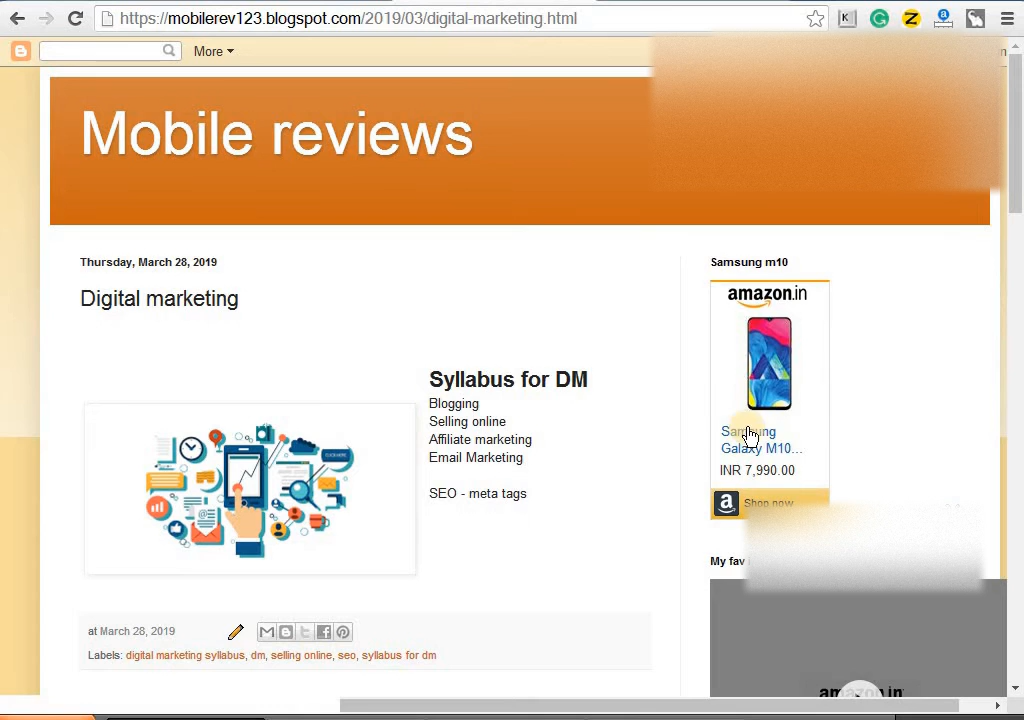 https://mobilerev123.blogspot.com/2019/03/digital-marketing.html
More
Mobile reviews
Thursday, March 28, 2019
Digital marketing
Syllabus for DM
Blogging
Selling online
Affiliate marketing
Email Marketing
SEO - meta tags
at March 28, 2019
Labels: digital marketing syllabus, dm, selling online, seo, syllabus for dm
Samsung m10
amazon.in
Samsung
Galaxy M10...
INR 7,990.00
Shop now
My fav
amazon.in